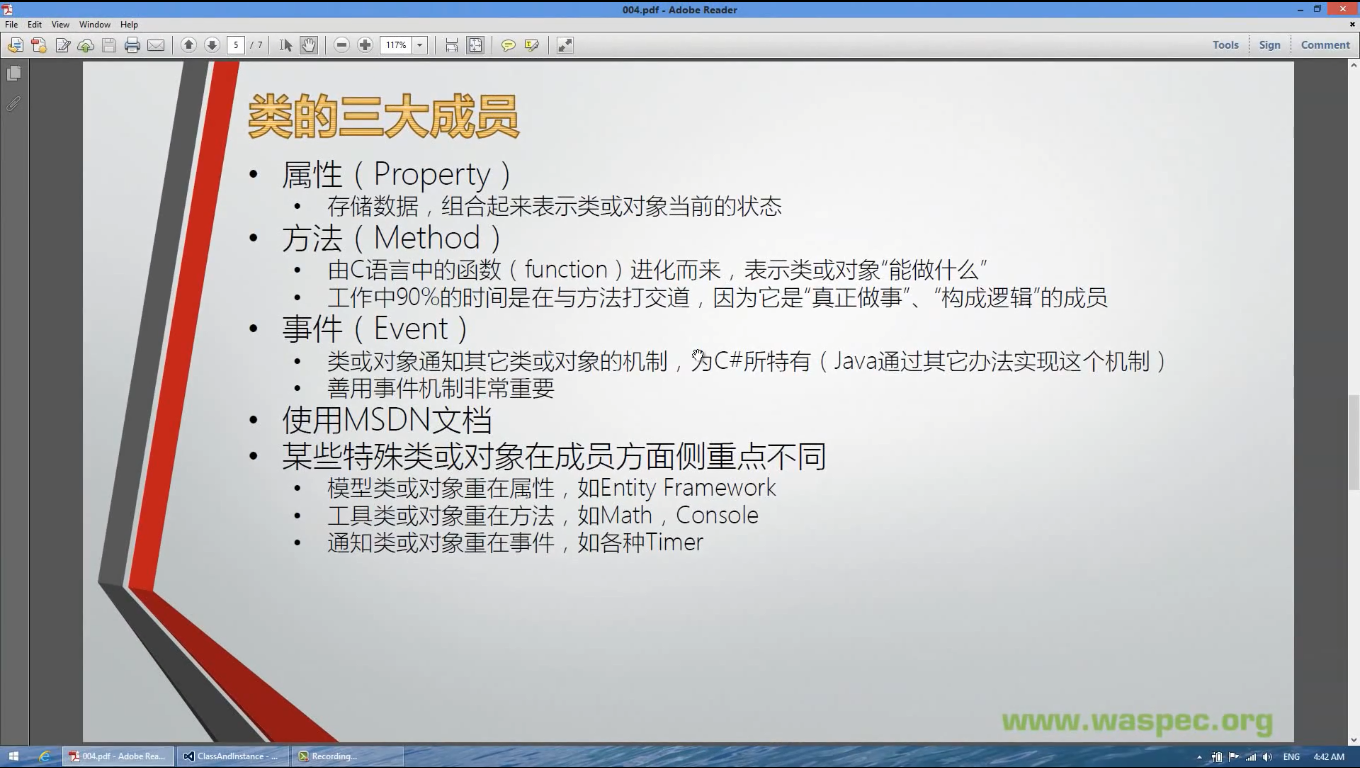 004.pdf - Adobe Reader
File Edit View Window Help
5 / 7 117% Tools Sign Comment
类的三大成员
• 属性（Property）
• 存储数据，组合起来表示类或对象当前的状态
• 方法（Method）
• 由C语言中的函数（function）进化而来，表示类或对象“能做什么”
• 工作中90%的时间是在与方法打交道，因为它是“真正做事”、“构成逻辑”的成员
• 事件（Event）
• 类或对象通知其它类或对象的机制，为C#所特有（Java通过其它办法实现这个机制）
• 善用事件机制非常重要
• 使用MSDN文档
• 某些特殊类或对象在成员方面侧重点不同
• 模型类或对象重在属性，如Entity Framework
• 工具类或对象重在方法，如Math，Console
• 通知类或对象重在事件，如各种Timer
www.waspec.org
004.pdf - Adobe Rea... ClassAndInstance - ... Recording... ENG 4:42 AM